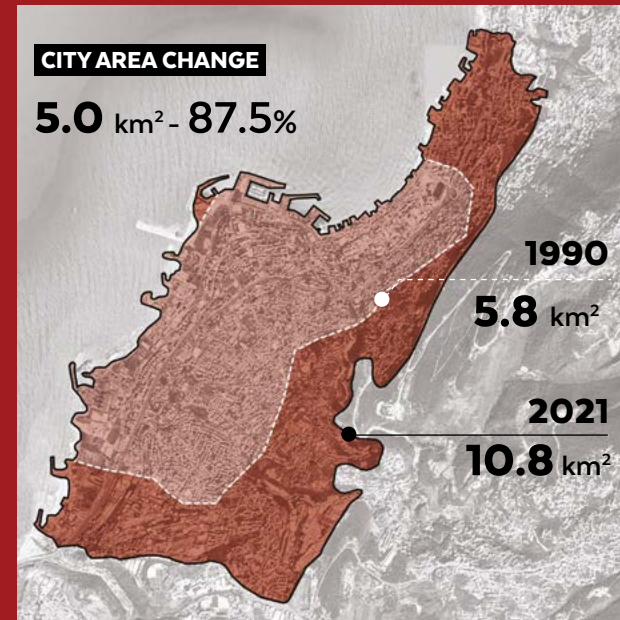 CITY AREA CHANGE
5.0 km² - 87.5%
1990
5.8 km²
2021
10.8 km²